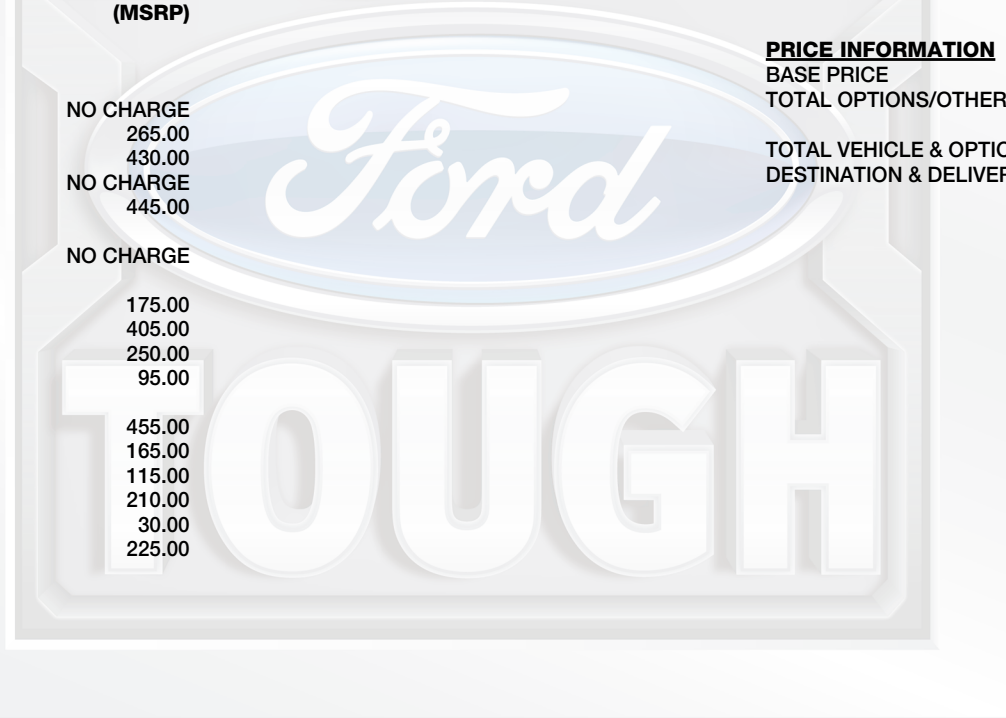 (MSRP)
NO CHARGE
265.00
430.00
NO CHARGE
445.00
NO CHARGE
175.00
405.00
250.00
95.00
455.00
165.00
115.00
210.00
30.00
225.00
PRICE INFORMATION
BASE PRICE
TOTAL OPTIONS/OTHER
TOTAL VEHICLE & OPTIO
DESTINATION & DELIVER
Ford
TOUGH